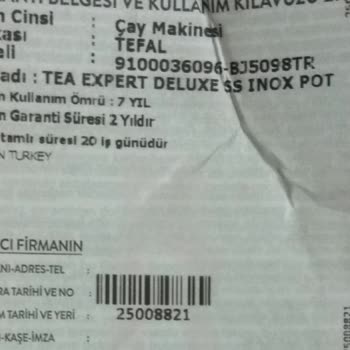 BELGESİ VE KULLANIM KILAVUZU
n Cinsi : Çay Makinesi
ası : TEFAL
eli : 9100036096-BJ5098TR
adı : TEA EXPERT DELUXE SS INOX POT
n Kullanım Ömrü : 7 YIL
n Garanti Süresi 2 Yıldır
tamir süresi 20 iş günüdür
N TURKEY
CI FİRMANIN
NI-ADRES-TEL :
RA TARİHİ VE NO :
M TARİHİ VE YERİ : 25008821
-KAŞE-İMZA :
25008821